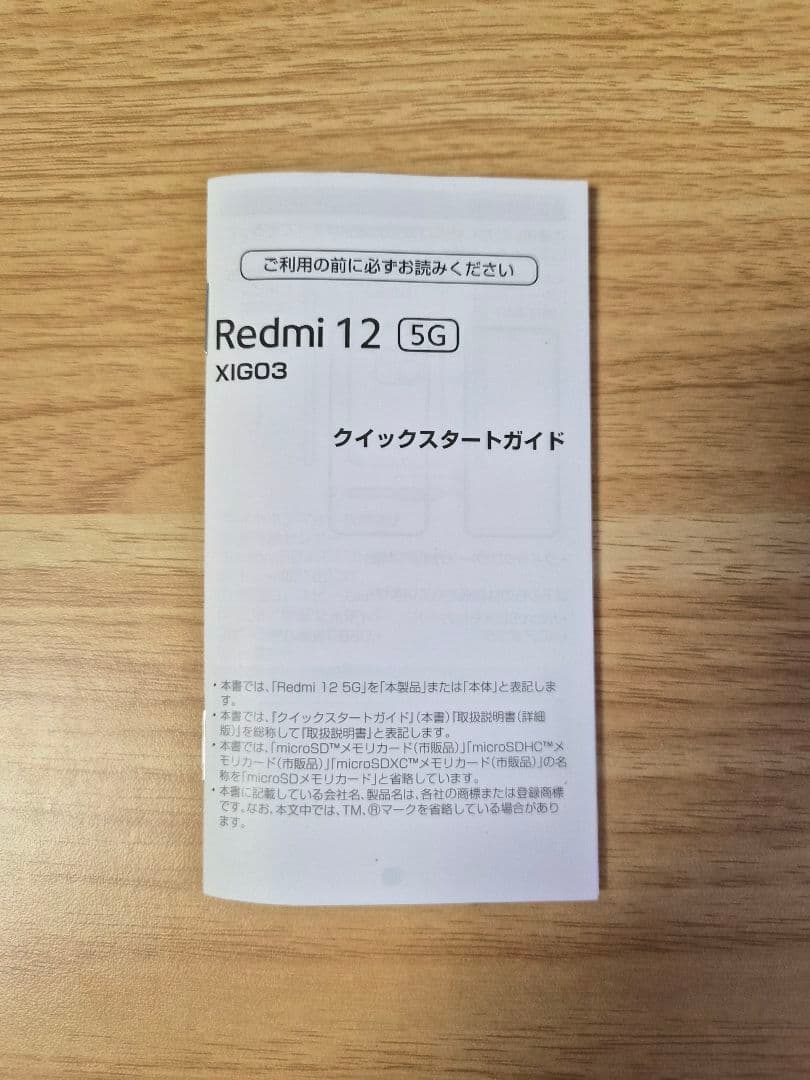 ご利用の前に必ずお読みください
Redmi 12 5G
XIG03
クイックスタートガイド
・本書では、｢Redmi 12 5G｣を｢本製品｣または｢本体｣と表記しま
す。
・本書では、『クイックスタートガイド』(本書)『取扱説明書(詳細
版)』を総称して『取扱説明書』と表記します。
・本書では、｢microSD™メモリカード(市販品)｣｢microSDHC™メ
モリカード(市販品)｣｢microSDXC™メモリカード(市販品)｣の名
称を｢microSDメモリカード｣と省略しています。
・本書に記載している会社名、製品名は、各社の商標または登録商標
です。なお、本文中では、TM、®マークを省略している場合があり
ます。